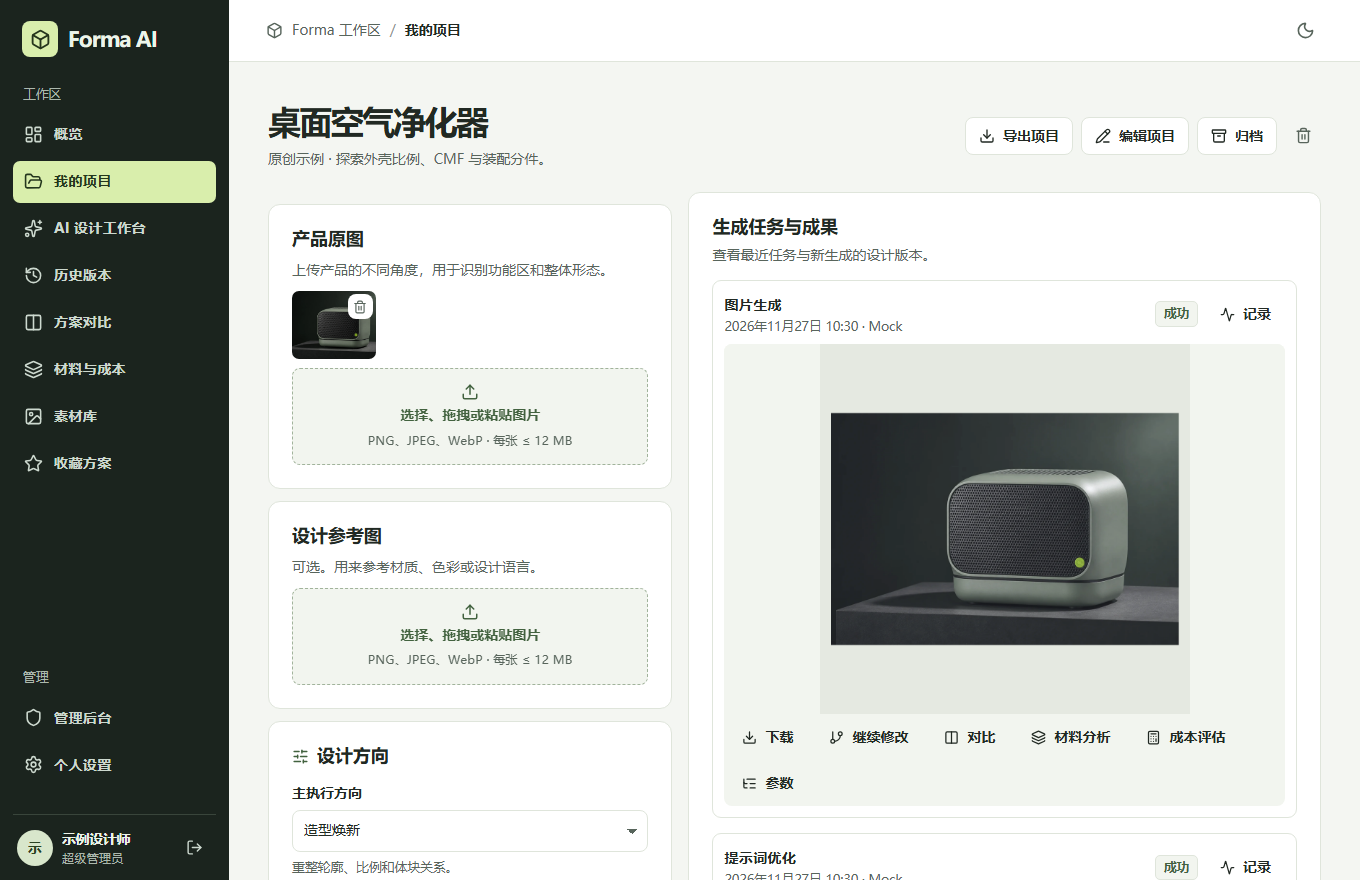 Forma AI
工作区
概览
我的项目
AI 设计工作台
历史版本
方案对比
材料与成本
素材库
收藏方案
管理
管理后台
个人设置
示
示例设计师
超级管理员
Forma 工作区 / 我的项目
桌面空气净化器
原创示例 · 探索外壳比例、CMF 与装配分件。
导出项目
编辑项目
归档
产品原图
上传产品的不同角度，用于识别功能区和整体形态。
选择、拖拽或粘贴图片
PNG、JPEG、WebP · 每张 ≤ 12 MB
设计参考图
可选。用来参考材质、色彩或设计语言。
选择、拖拽或粘贴图片
PNG、JPEG、WebP · 每张 ≤ 12 MB
设计方向
主执行方向
造型焕新
重整轮廓、比例和体块关系。
生成任务与成果
查看最近任务与新生成的设计版本。
图片生成
2026年11月27日 10:30 · Mock
成功
记录
下载
继续修改
对比
材料分析
成本评估
参数
提示词优化
2026年11月27日 10:30 · Mock
成功
记录